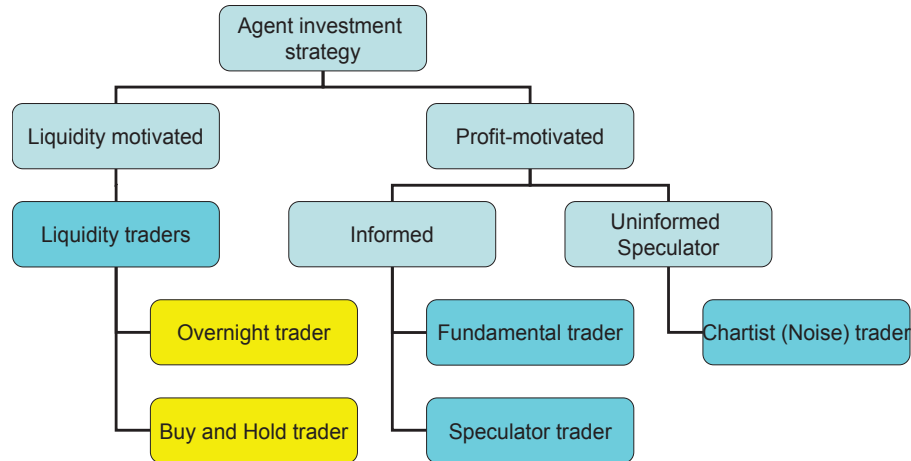 Agent investment
strategy
Liquidity motivated
Profit-motivated
Liquidity traders
Informed
Uninformed
Speculator
Overnight trader
Fundamental trader
Chartist (Noise) trader
Buy and Hold trader
Speculator trader